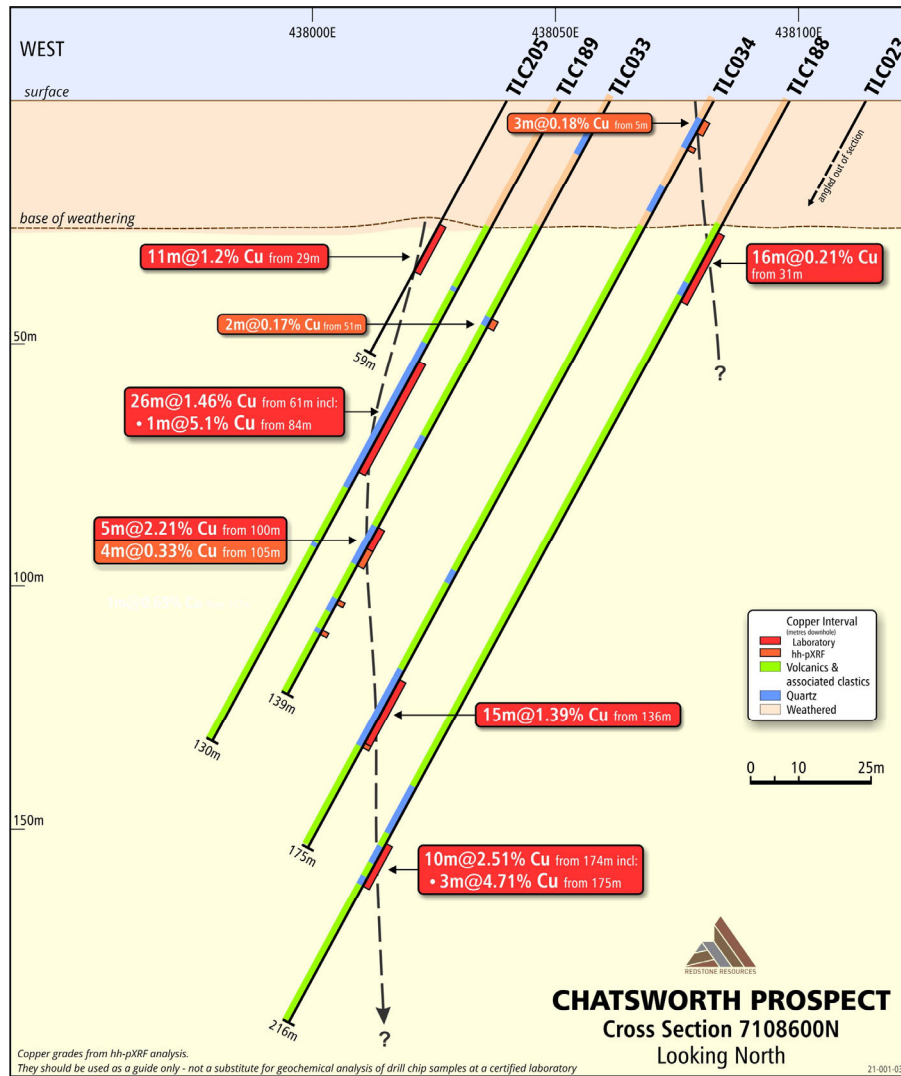 438000E
438050E
438100E
WEST
TLC205
TLC189
TLC033
TLC034
TLC188
TLC023
surface
3m@0.18% Cu from 5m
angled out of section
base of weathering
11m@1.2% Cu from 29m
16m@0.21% Cu
from 31m
2m@0.17% Cu from 51m
50m
59m
?
26m@1.46% Cu from 61m incl:
• 1m@5.1% Cu from 84m
5m@2.21% Cu from 100m
4m@0.33% Cu from 105m
100m
Copper Interval
(metres downhole)
Laboratory
hh-pXRF
Volcanics &
associated clastics
Quartz
Weathered
139m
130m
15m@1.39% Cu from 136m
0 10 25m
150m
175m
10m@2.51% Cu from 174m incl:
• 3m@4.71% Cu from 175m
REDSTONE RESOURCES
CHATSWORTH PROSPECT
Cross Section 7108600N
Looking North
216m
?
Copper grades from hh-pXRF analysis.
They should be used as a guide only - not a substitute for geochemical analysis of drill chip samples at a certified laboratory
21-001-03